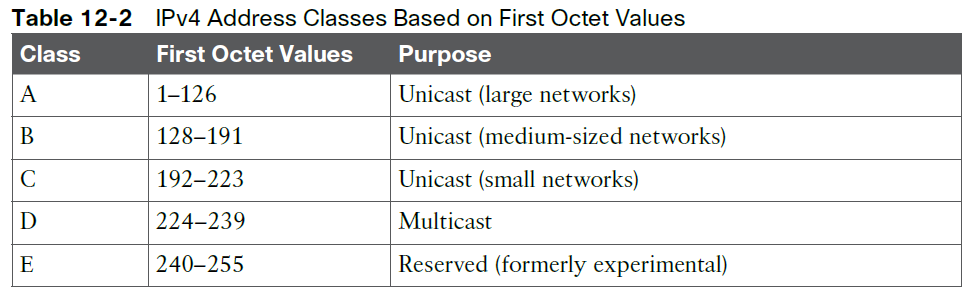 Table 12-2 IPv4 Address Classes Based on First Octet Values
Class First Octet Values Purpose
A 1–126 Unicast (large networks)
B 128–191 Unicast (medium-sized networks)
C 192–223 Unicast (small networks)
D 224–239 Multicast
E 240–255 Reserved (formerly experimental)